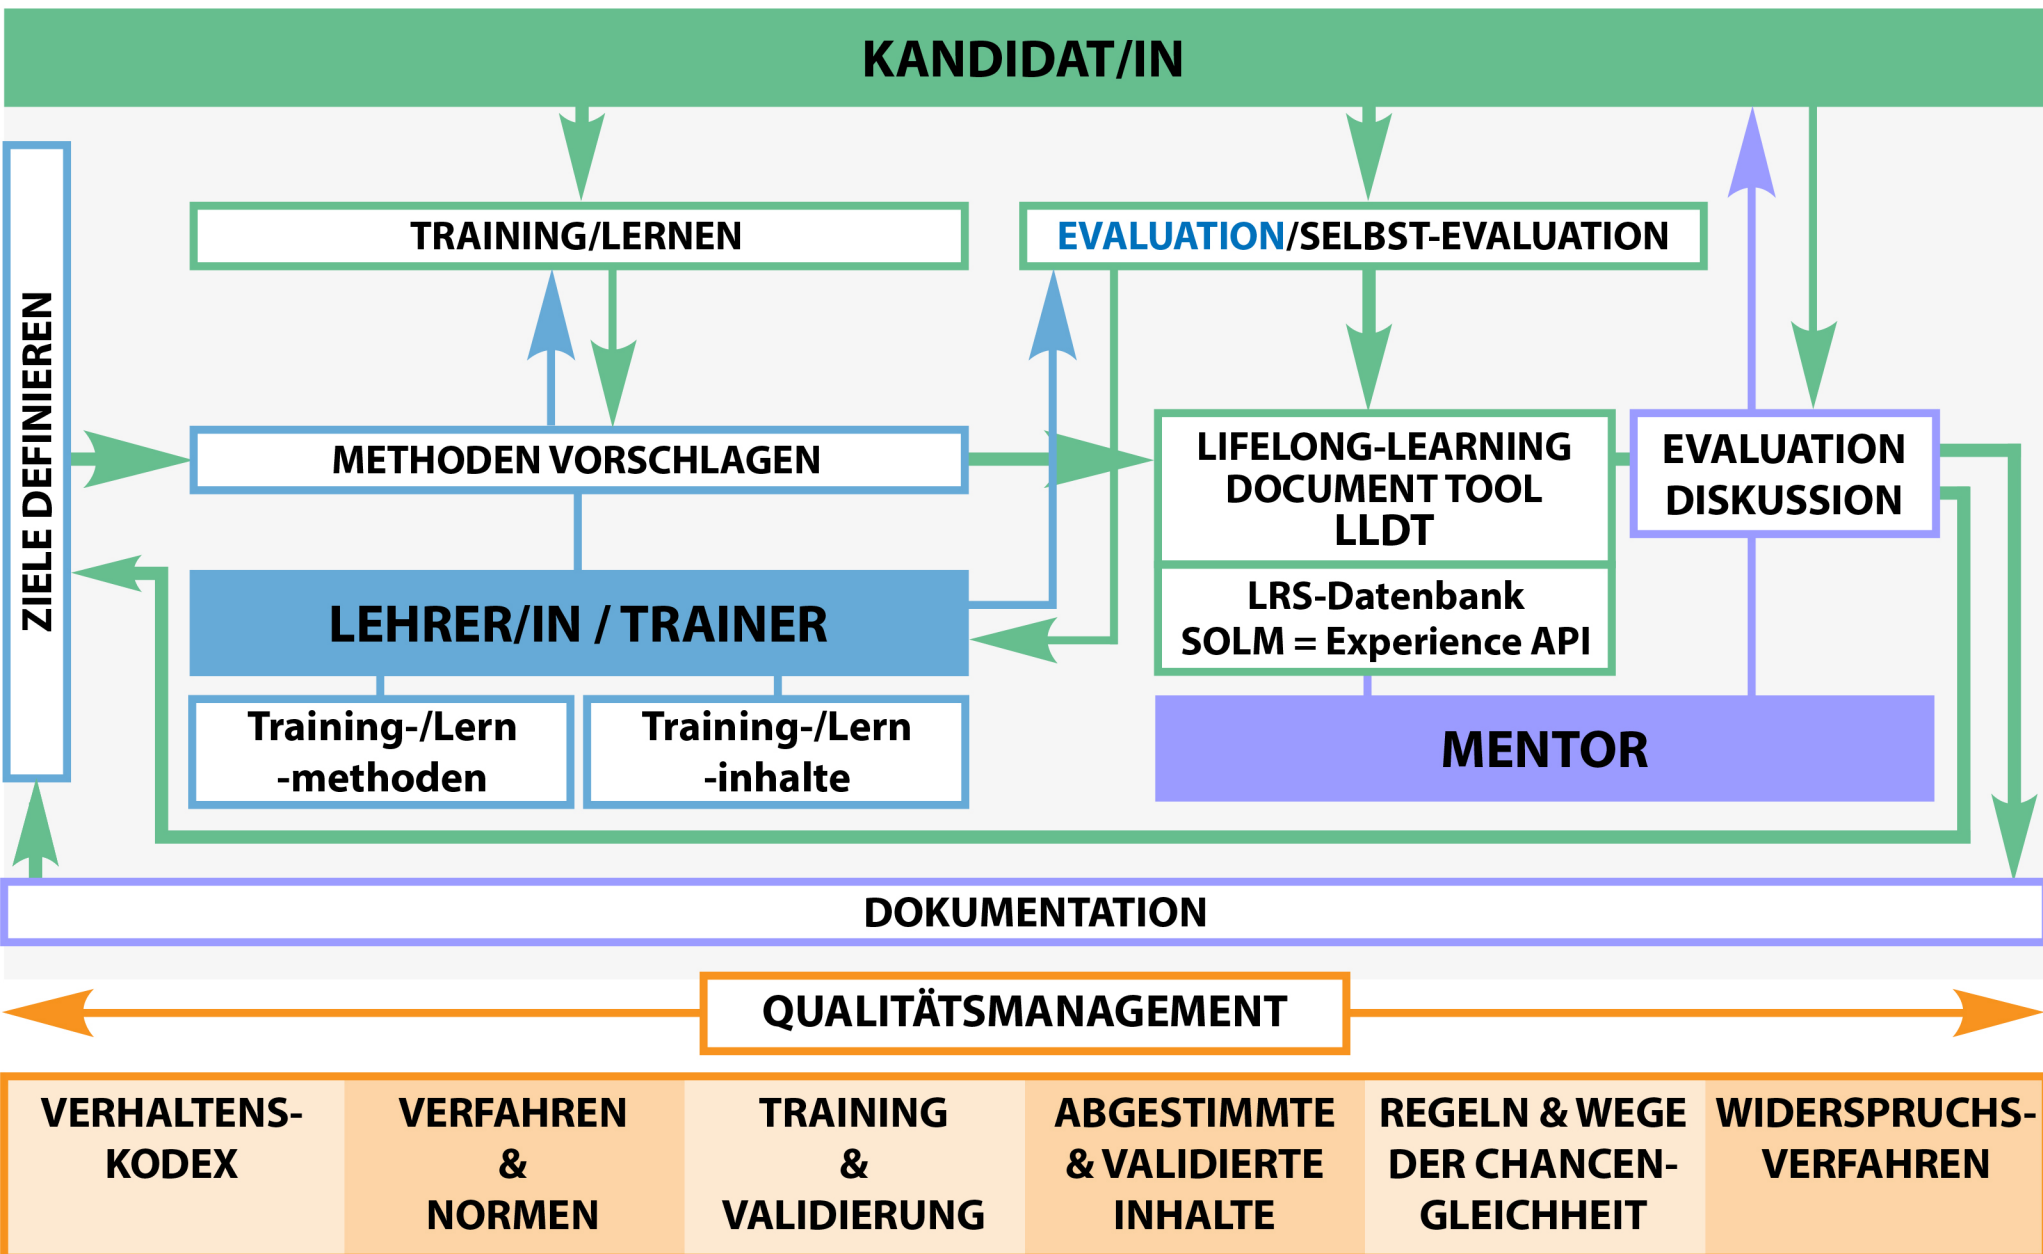 KANDIDAT/IN
TRAINING/LERNEN
EVALUATION/SELBST-EVALUATION
ZIELE DEFINIEREN
METHODEN VORSCHLAGEN
LIFELONG-LEARNING
DOCUMENT TOOL
LLDT
EVALUATION
DISKUSSION
LRS-Datenbank
SOLM = Experience API
LEHRER/IN / TRAINER
Training-/Lern
-methoden
Training-/Lern
-inhalte
MENTOR
DOKUMENTATION
QUALITÄTSMANAGEMENT
VERHALTENS-
KODEX
VERFAHREN
&
NORMEN
TRAINING
&
VALIDIERUNG
ABGESTIMMTE
& VALIDIERTE
INHALTE
REGELN & WEGE
DER CHANCEN-
GLEICHHEIT
WIDERSPRUCHS-
VERFAHREN